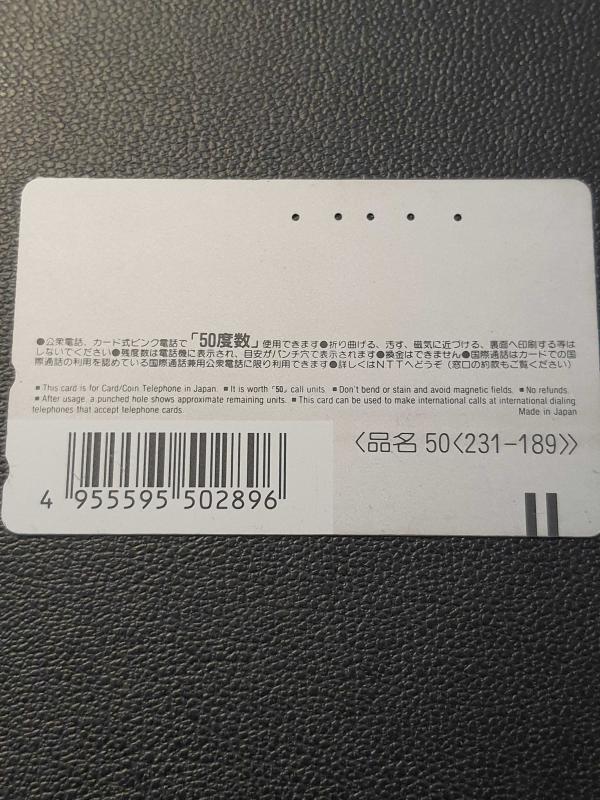 ●公衆電話、カード式ピンク電話で「50度数」使用できます●折り曲げる、汚す、磁気に近づける、裏面へ印刷する等は
しないでください●残度数は電話機に表示され、目安がパンチ穴で表示されます●換金はできません●国際通話はカードでの国
際通話の利用を認めている国際通話兼用公衆電話に限り利用できます●詳しくはNTTへどうぞ（窓口の約款もご覧ください）
■This card is for Card/Coin Telephone in Japan. ■It is worth「50」call units. ■Don't bend or stain and avoid magnetic fields. ■No refunds.
■After usage, a punched hole shows approximate remaining units. ■This card can be used to make international calls at international dialing
telephones that accept telephone cards.
Made in Japan
〈品名 50〈231-189〉〉
4 955595 502896